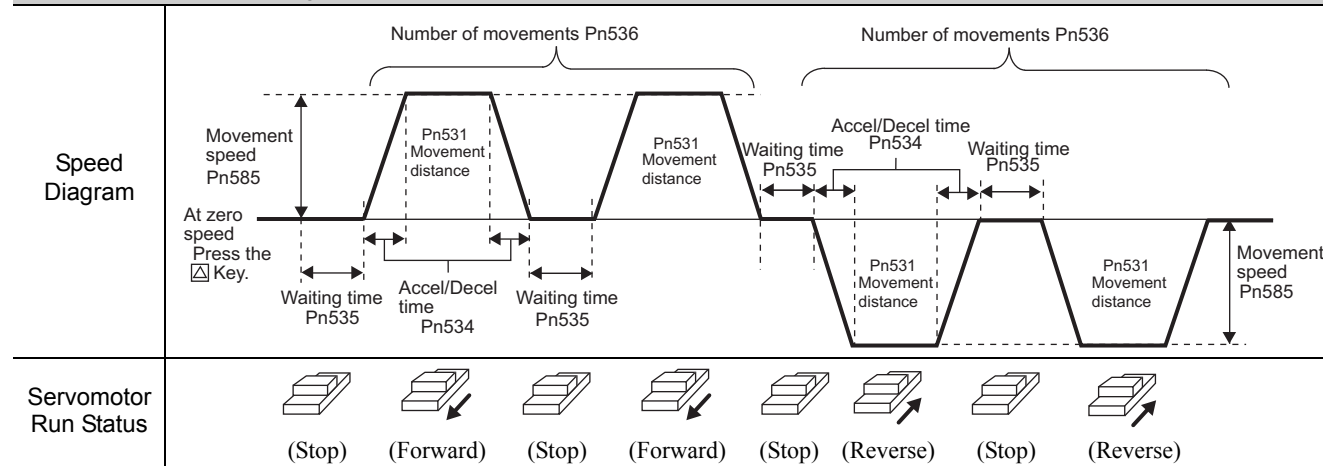 Number of movements Pn536
Number of movements Pn536
Speed
Diagram
Movement
speed
Pn585
Pn531
Movement
distance
Pn531
Movement
distance
Accel/Decel time
Pn534
Waiting time
Pn535
Waiting time
Pn535
At zero
speed
Press the
△ Key.
Waiting time
Pn535
Accel/Decel
time
Pn534
Waiting time
Pn535
Pn531
Movement
distance
Pn531
Movement
distance
Movement
speed
Pn585
Servomotor
Run Status
(Stop) (Forward) (Stop) (Forward) (Stop) (Reverse) (Stop) (Reverse)